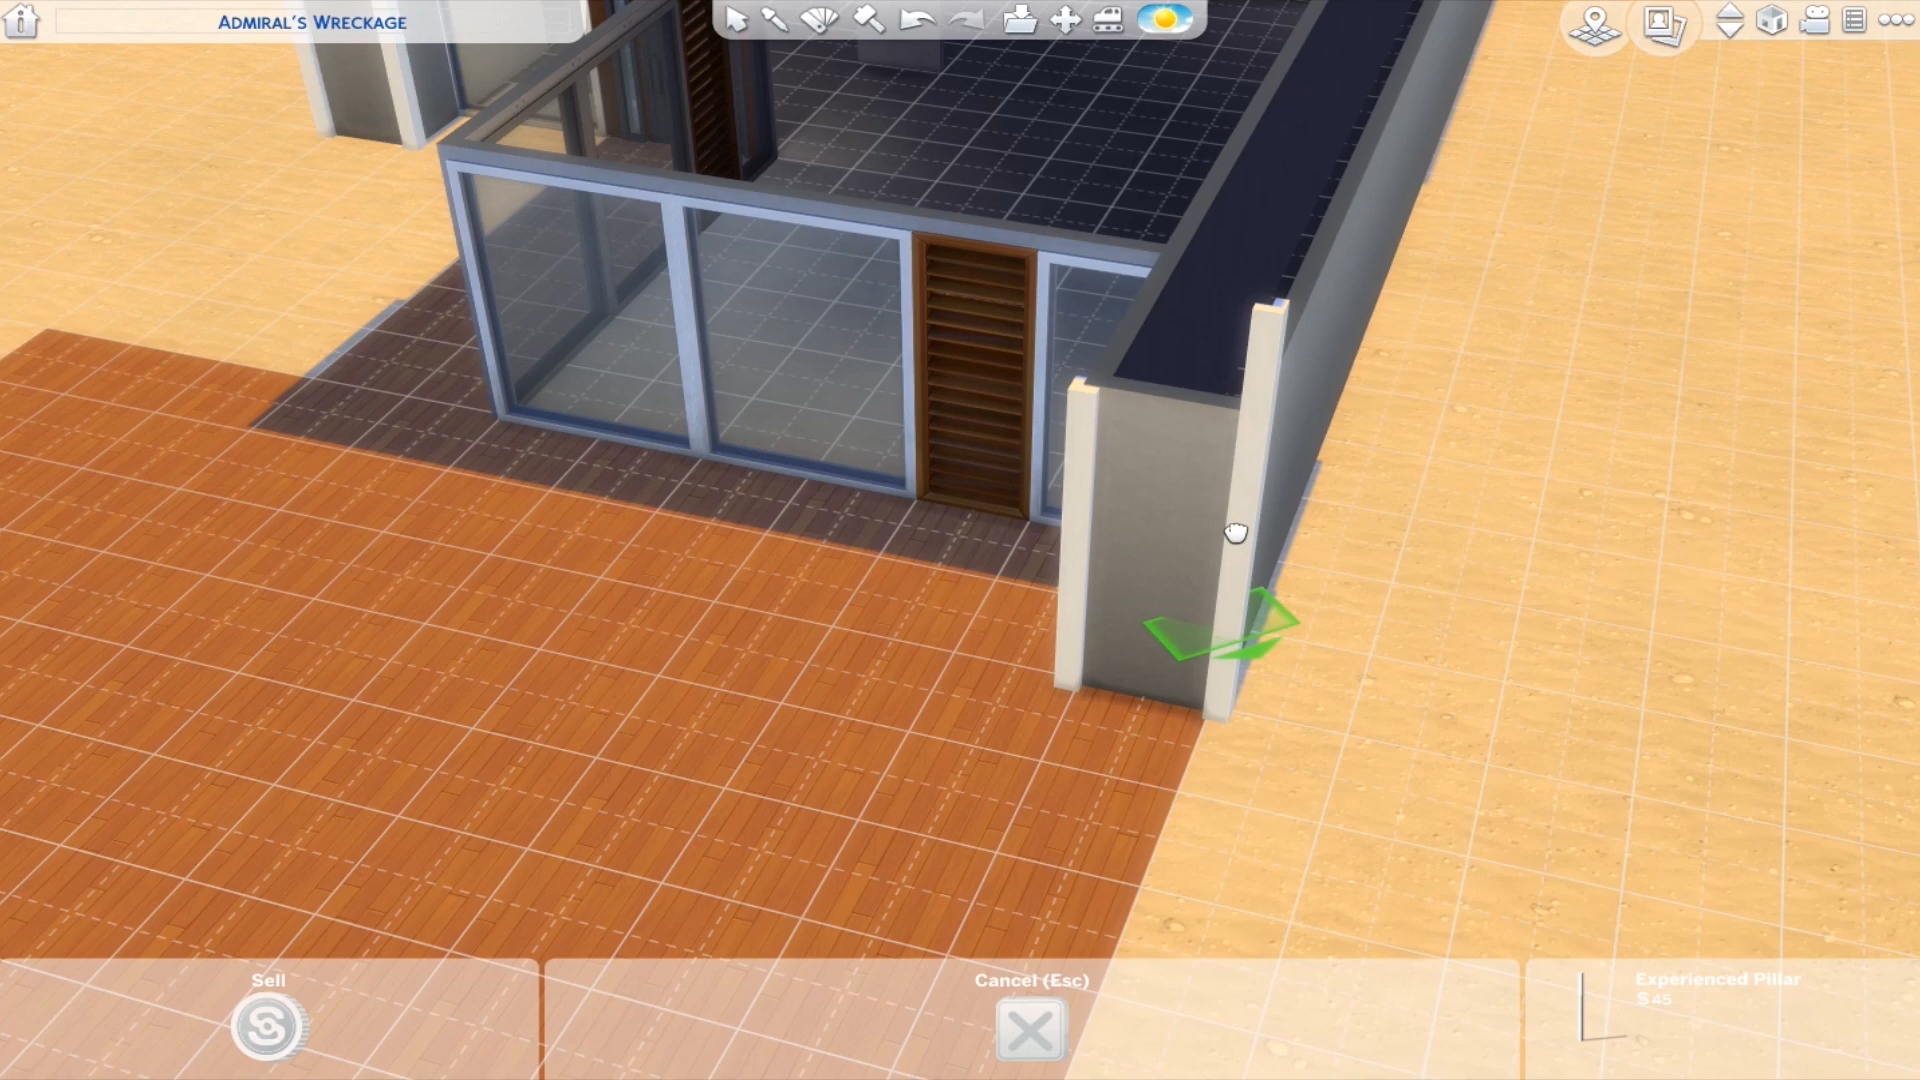 ADMIRAL'S WRECKAGE
Sell
Cancel (Esc)
Experienced Pillar
§45